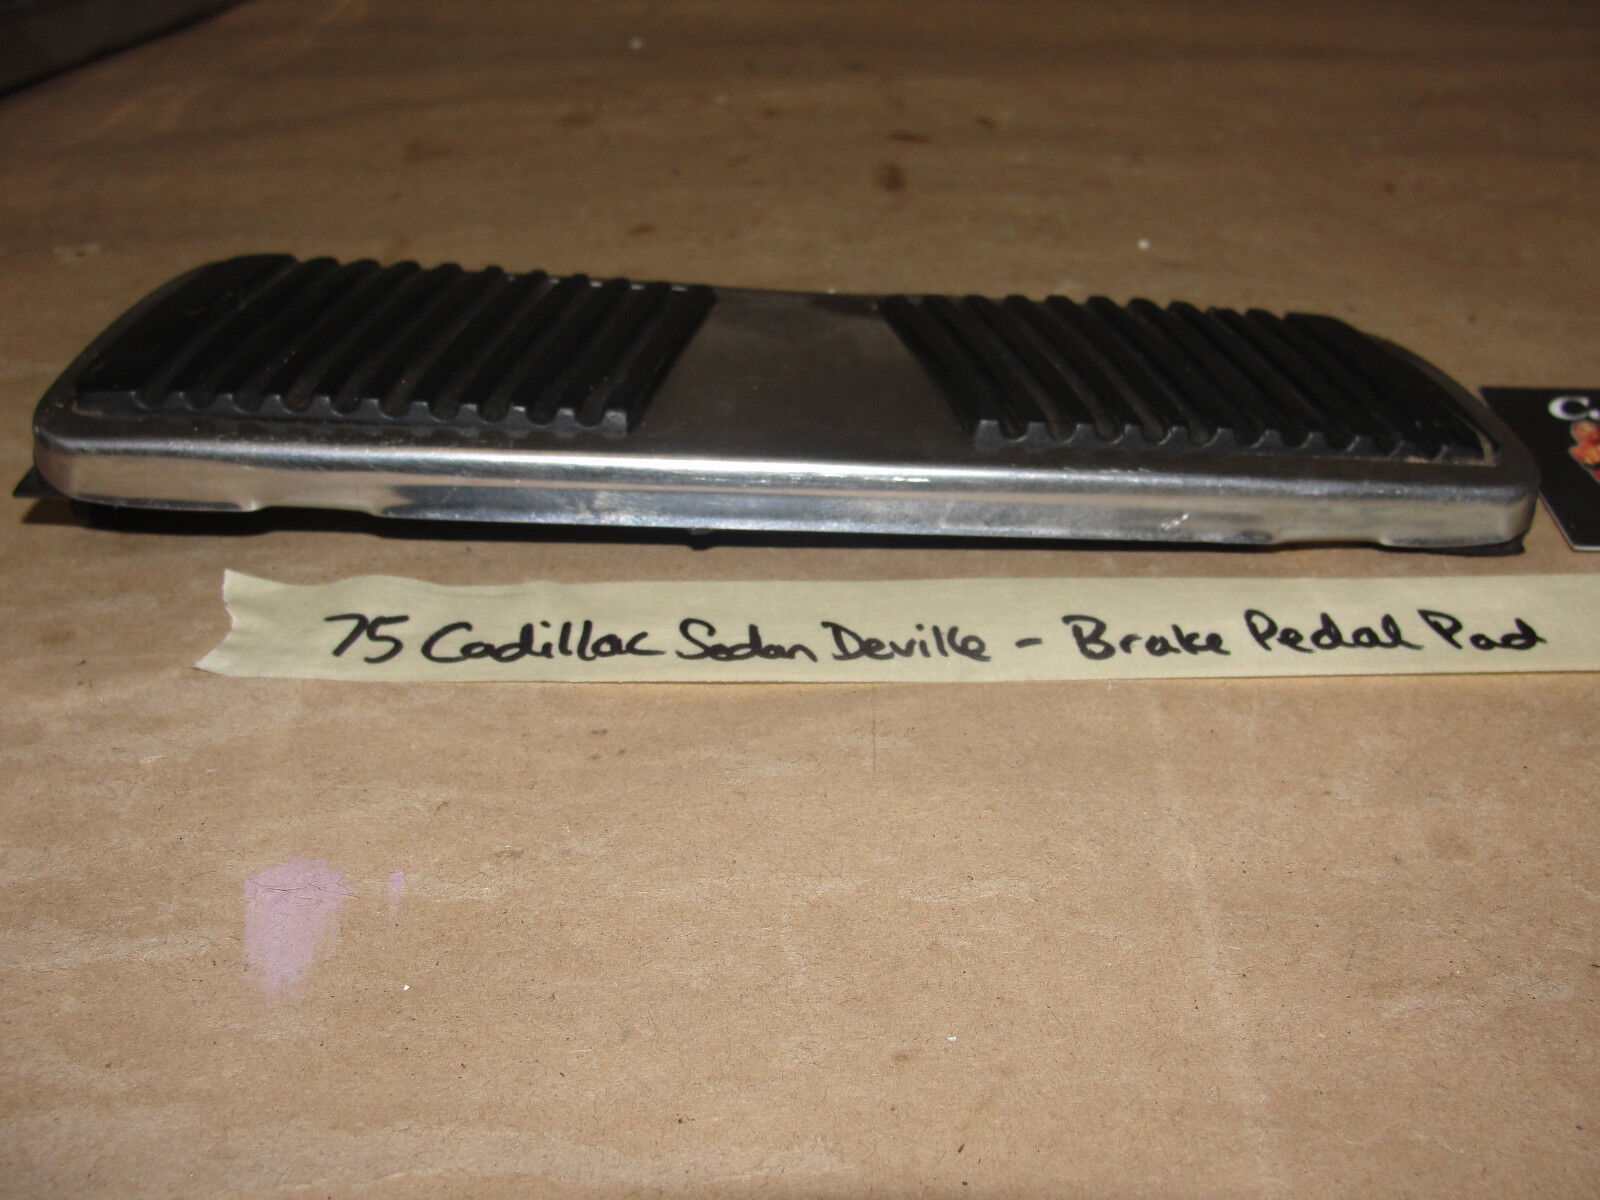 C.
75 Cadillac Sedan Deville - Brake Pedal Pad